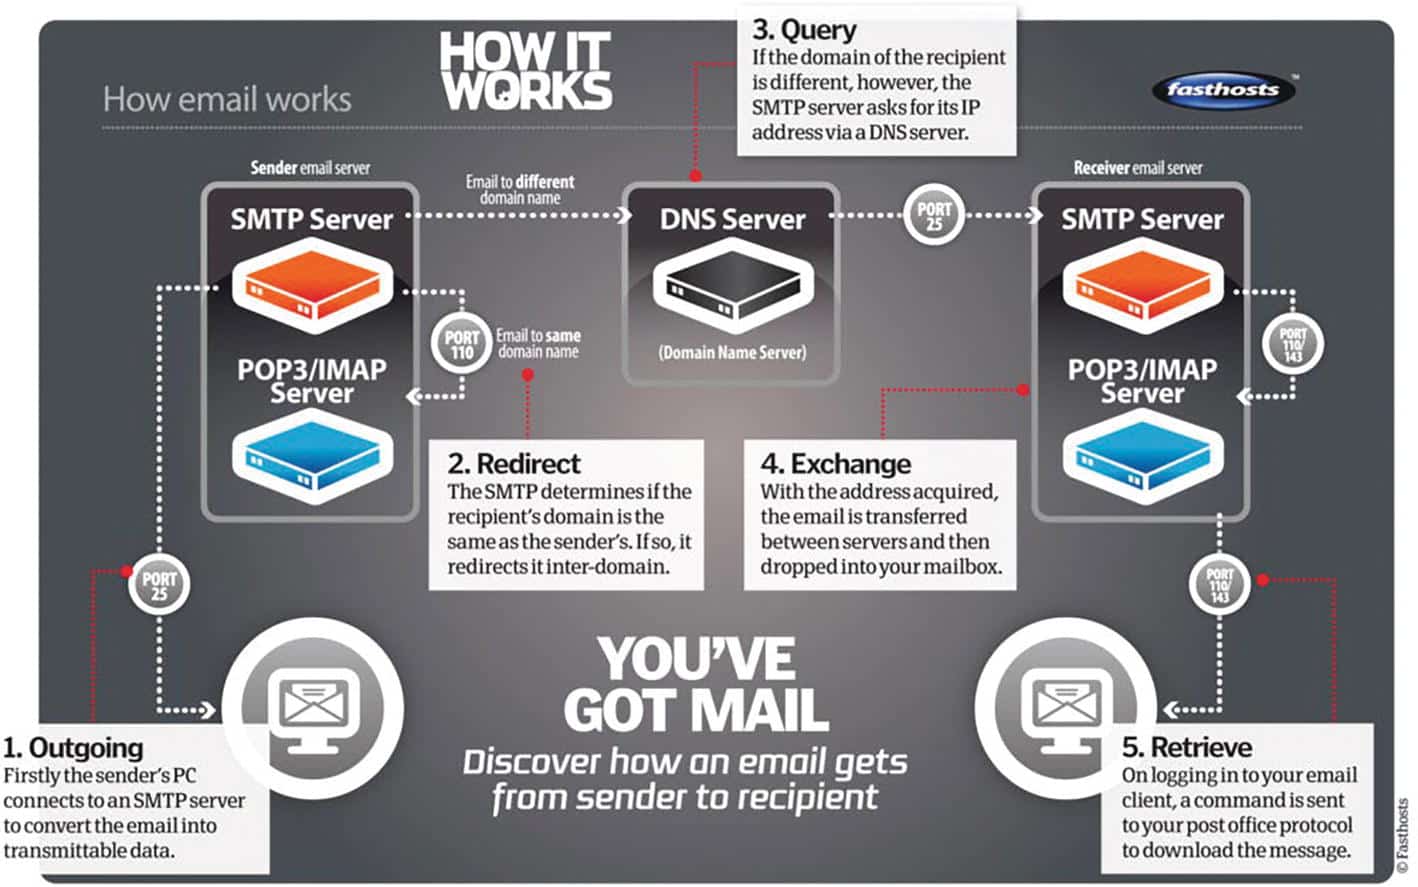 HOW IT
WORKS
How email works
fasthosts
™
3. Query
If the domain of the recipient
is different, however, the
SMTP server asks for its IP
address via a DNS server.
Sender email server
SMTP Server
POP3/IMAP
Server
Email to different
domain name
PORT
110
Email to same
domain name
DNS Server
(Domain Name Server)
PORT
25
Receiver email server
SMTP Server
POP3/IMAP
Server
PORT
110/
143
2. Redirect
The SMTP determines if the
recipient's domain is the
same as the sender's. If so, it
redirects it inter-domain.
4. Exchange
With the address acquired,
the email is transferred
between servers and then
dropped into your mailbox.
PORT
25
PORT
110/
143
YOU'VE
GOT MAIL
Discover how an email gets
from sender to recipient
1. Outgoing
Firstly the sender's PC
connects to an SMTP server
to convert the email into
transmittable data.
5. Retrieve
On logging in to your email
client, a command is sent
to your post office protocol
to download the message.
© Fasthosts